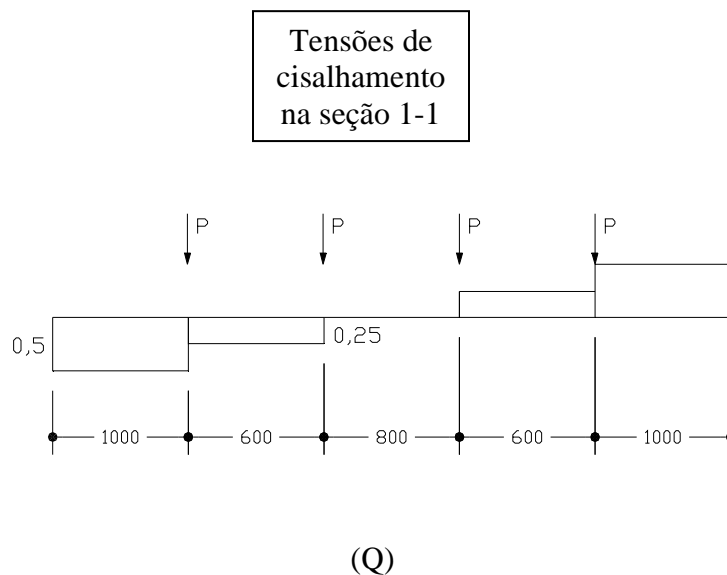 Tensões de
cisalhamento
na seção 1-1
P P P P
0,5
0,25
1000 600 800 600 1000
(Q)